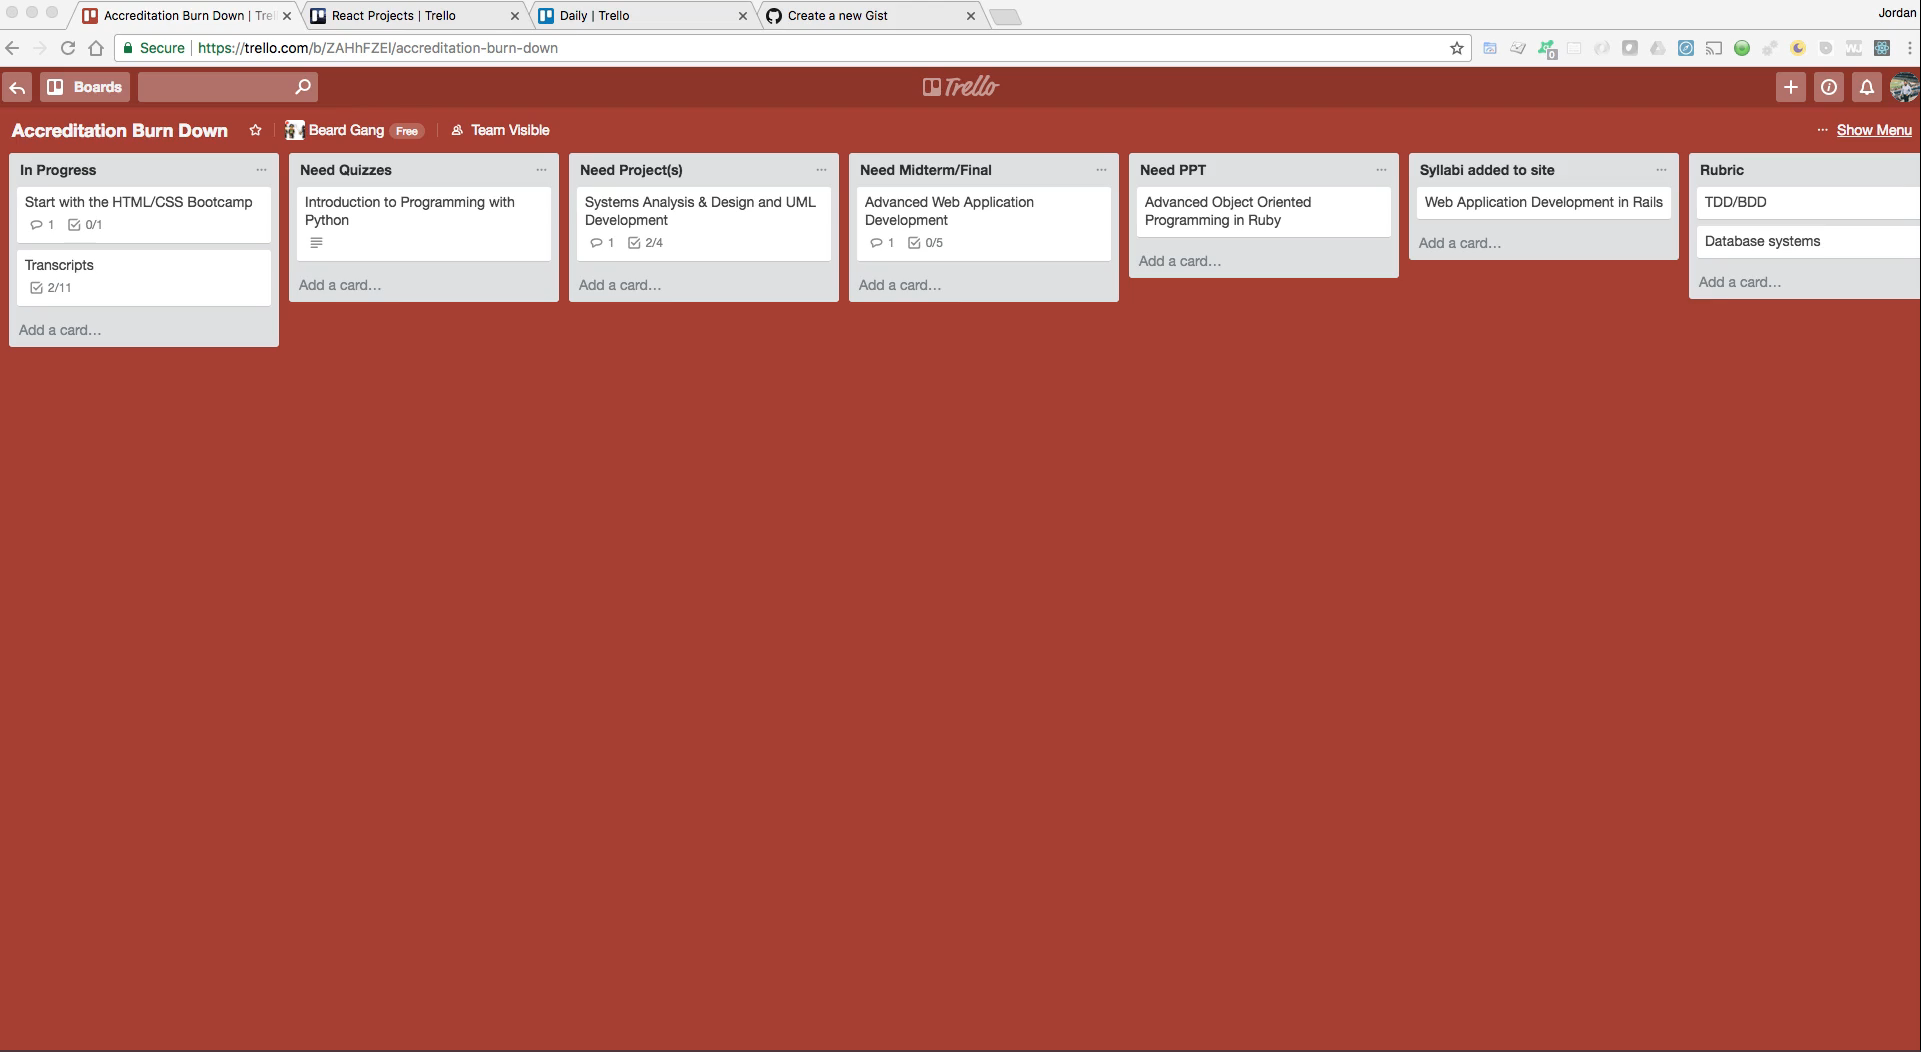 Accreditation Burn Down | Trel
React Projects | Trello
Daily | Trello
Create a new Gist
Jordan
Secure
https://trello.com/b/ZAHhFZEl/accreditation-burn-down
0
WJ
Boards
Trello
Accreditation Burn Down
Beard Gang Free
Team Visible
... Show Menu
In Progress
Start with the HTML/CSS Bootcamp
1 0/1
Transcripts
2/11
Add a card...
Need Quizzes
Introduction to Programming with
Python
Add a card...
Need Project(s)
Systems Analysis & Design and UML
Development
1 2/4
Add a card...
Need Midterm/Final
Advanced Web Application
Development
1 0/5
Add a card...
Need PPT
Advanced Object Oriented
Programming in Ruby
Add a card...
Syllabi added to site
Web Application Development in Rails
Add a card...
Rubric
TDD/BDD
Database systems
Add a card...